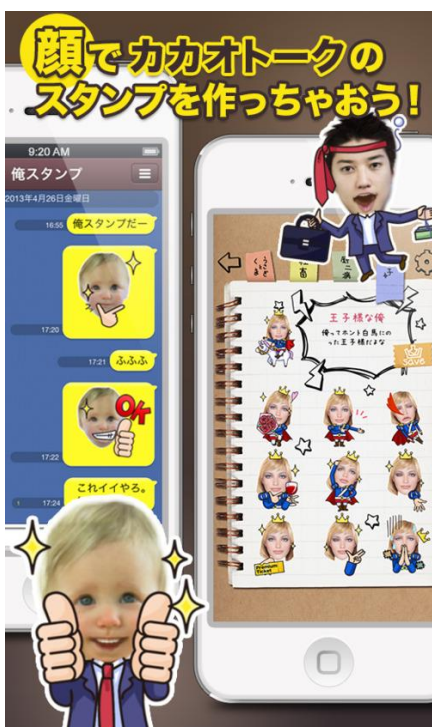 顔でカカオトークの
スタンプを作っちゃおう！
9:20 AM
俺スタンプ
2013年4月26日金曜日
16:55 俺スタンプだー
17:20
17:21 ふふふ
OK
17:22
これイイやろ。
17:24
王子様な俺
俺ってホント白馬にの
った王子様だよな
save
Premium
Ticket